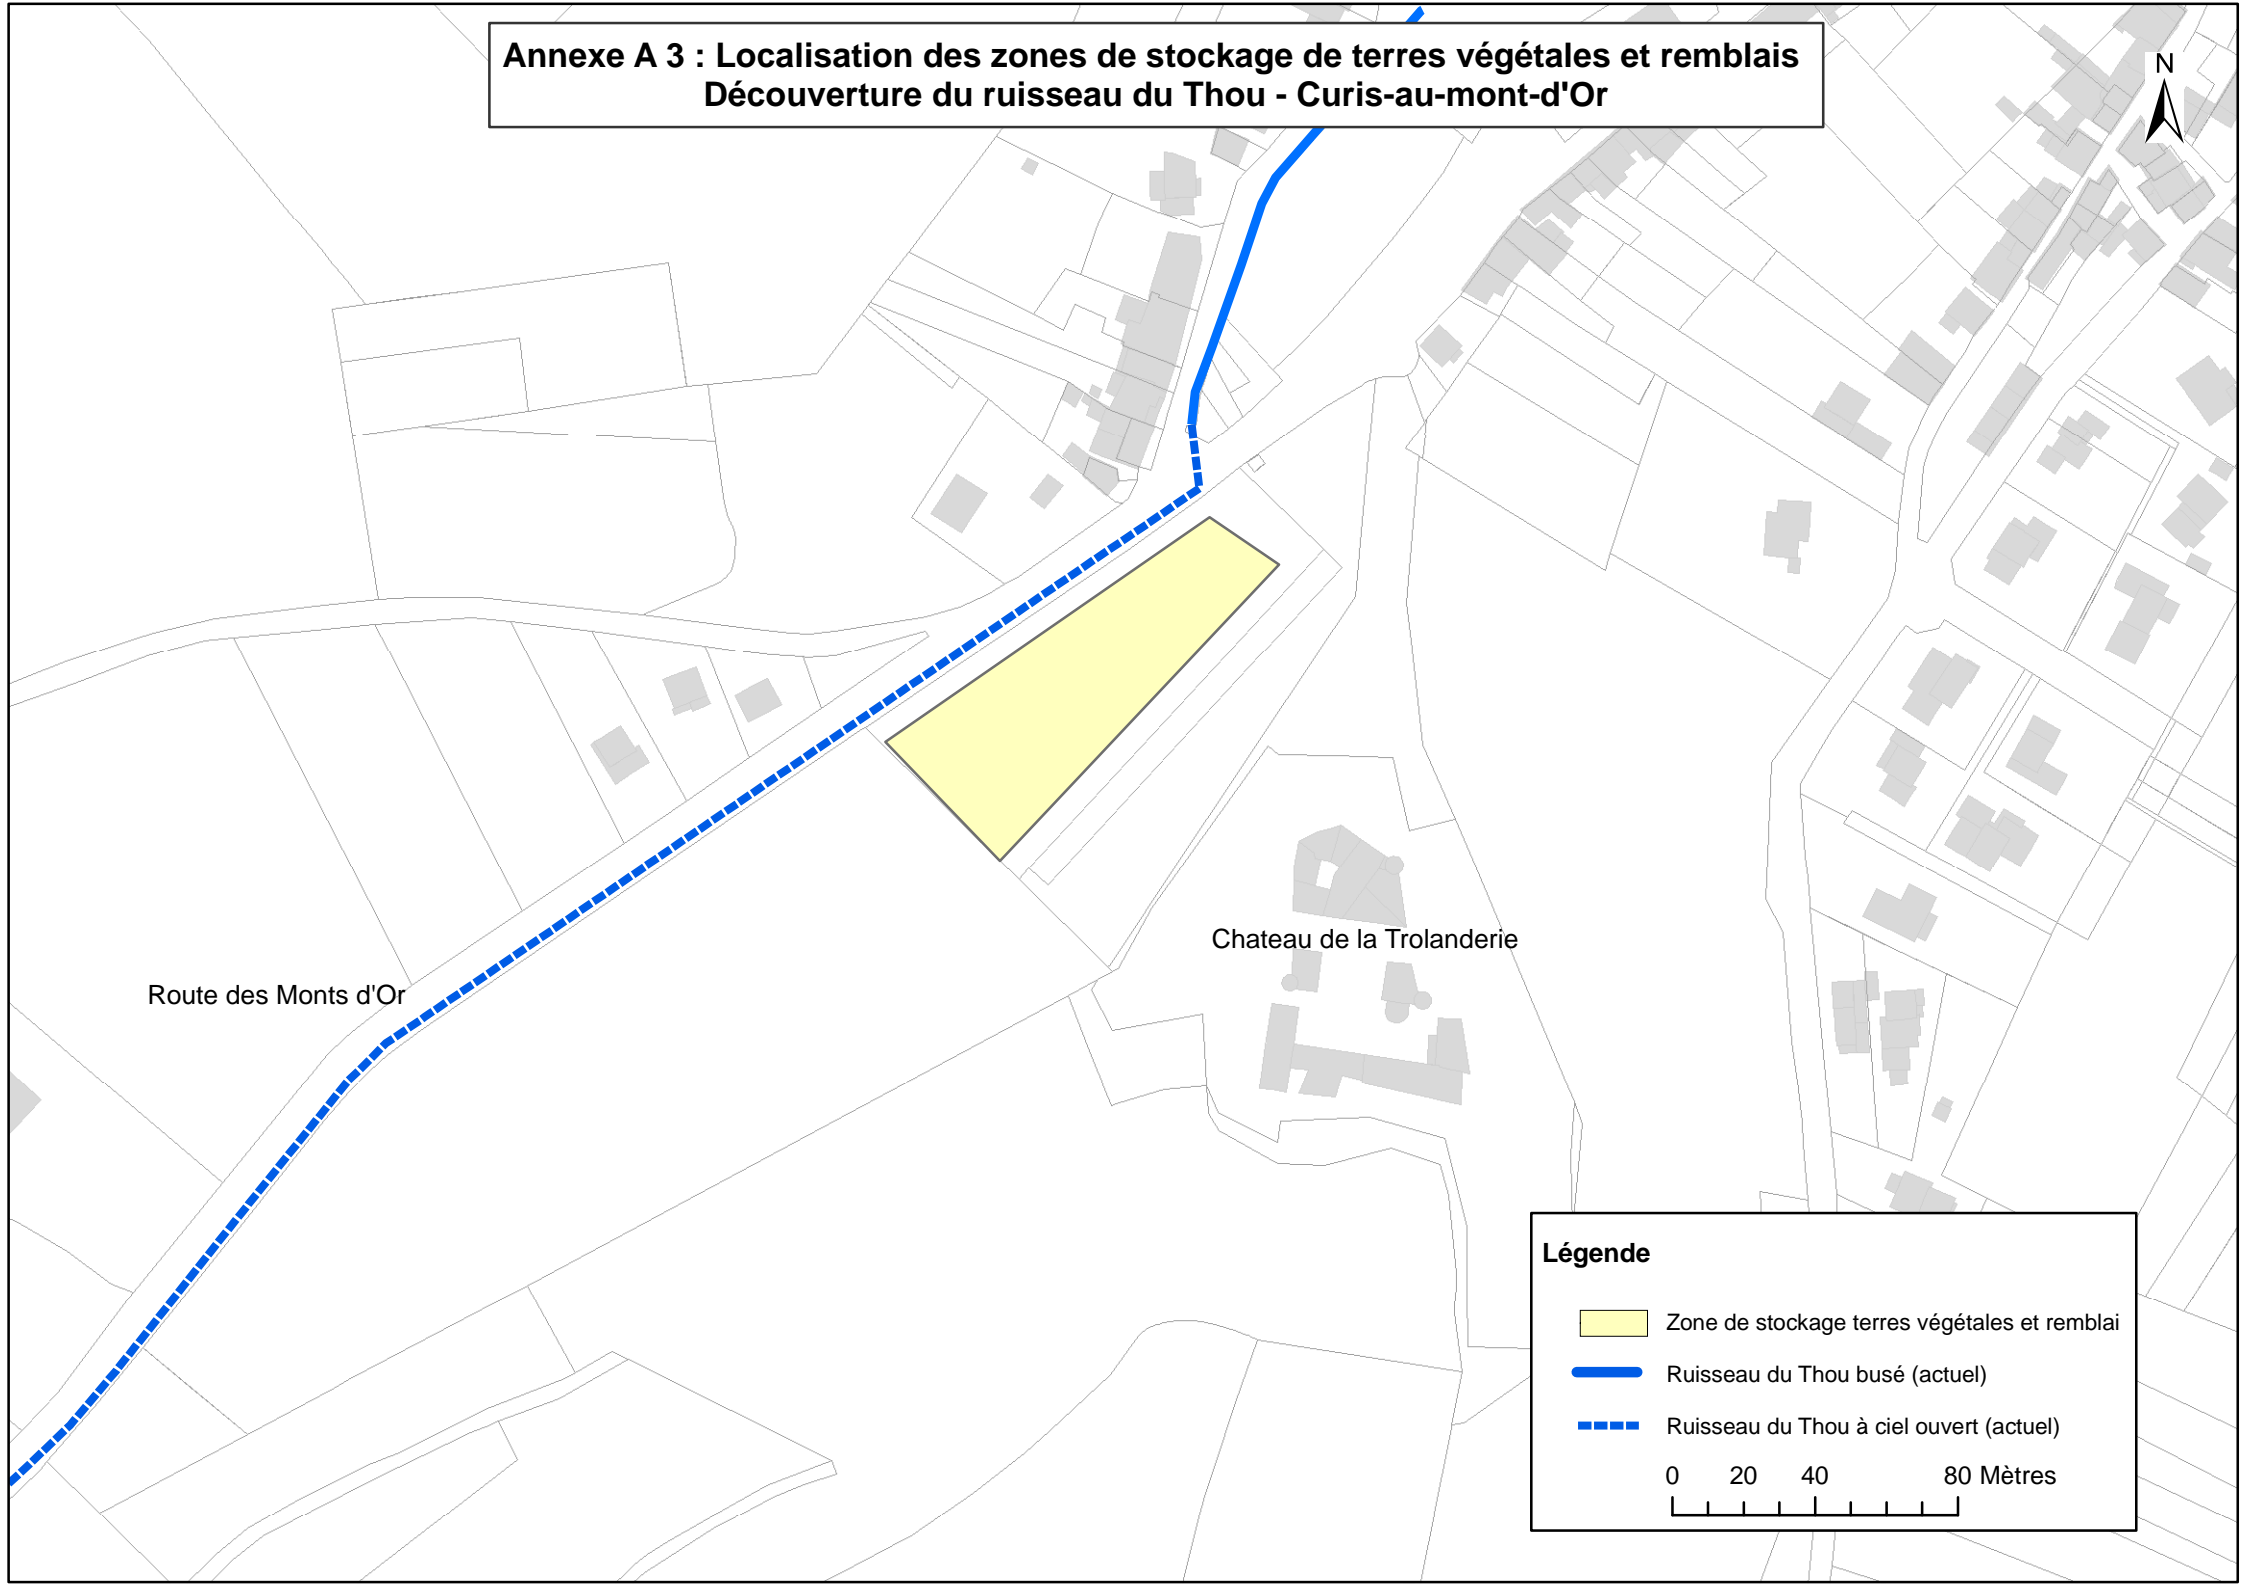 Annexe A 3 : Localisation des zones de stockage de terres végétales et remblais
Découverture du ruisseau du Thou - Curis-au-mont-d'Or
N
Chateau de la Trolanderie
Route des Monts d'Or
Légende
Zone de stockage terres végétales et remblai
Ruisseau du Thou busé (actuel)
Ruisseau du Thou à ciel ouvert (actuel)
0 20 40 80 Mètres